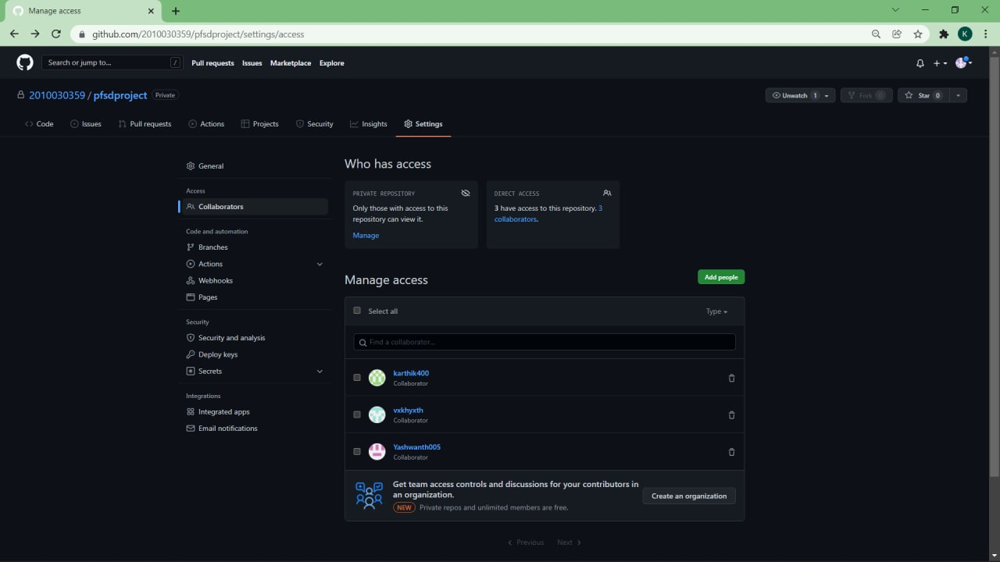 Manage access
github.com/2010030359/pfsdproject/settings/access
K
Search or jump to...
/
Pull requests
Issues
Marketplace
Explore
2010030359 / pfsdproject
Private
Unwatch 1
Fork 0
Star 0
Code
Issues
Pull requests
Actions
Projects
Security
Insights
Settings
General
Access
Collaborators
Code and automation
Branches
Actions
Webhooks
Pages
Security
Security and analysis
Deploy keys
Secrets
Integrations
Integrated apps
Email notifications
Who has access
PRIVATE REPOSITORY
Only those with access to this
repository can view it.
Manage
DIRECT ACCESS
3 have access to this repository. 3
collaborators.
Manage access
Add people
Select all
Type
Find a collaborator...
karthik400
Collaborator
vxkhyxth
Collaborator
Yashwanth005
Collaborator
Get team access controls and discussions for your contributors in
an organization.
NEW Private repos and unlimited members are free.
Create an organization
Previous
Next